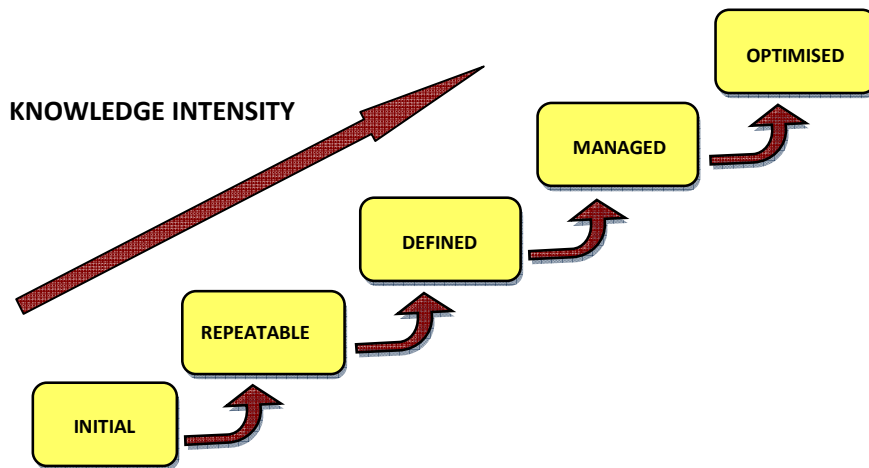 OPTIMISED
KNOWLEDGE INTENSITY
MANAGED
DEFINED
REPEATABLE
INITIAL